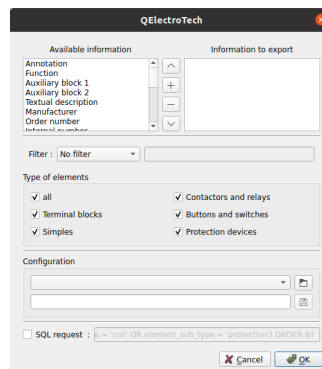 QElectroTech
Available information
Information to export
Annotation
Function
Auxiliary block 1
Auxiliary block 2
Textual description
Manufacturer
Order number
Internal number
Filter : No filter
Type of elements
all
Contactors and relays
Terminal blocks
Buttons and switches
Simples
Protection devices
Configuration
SQL request : e = 'coil' OR element_sub_type = 'protection') ORDER BY
Cancel
OK